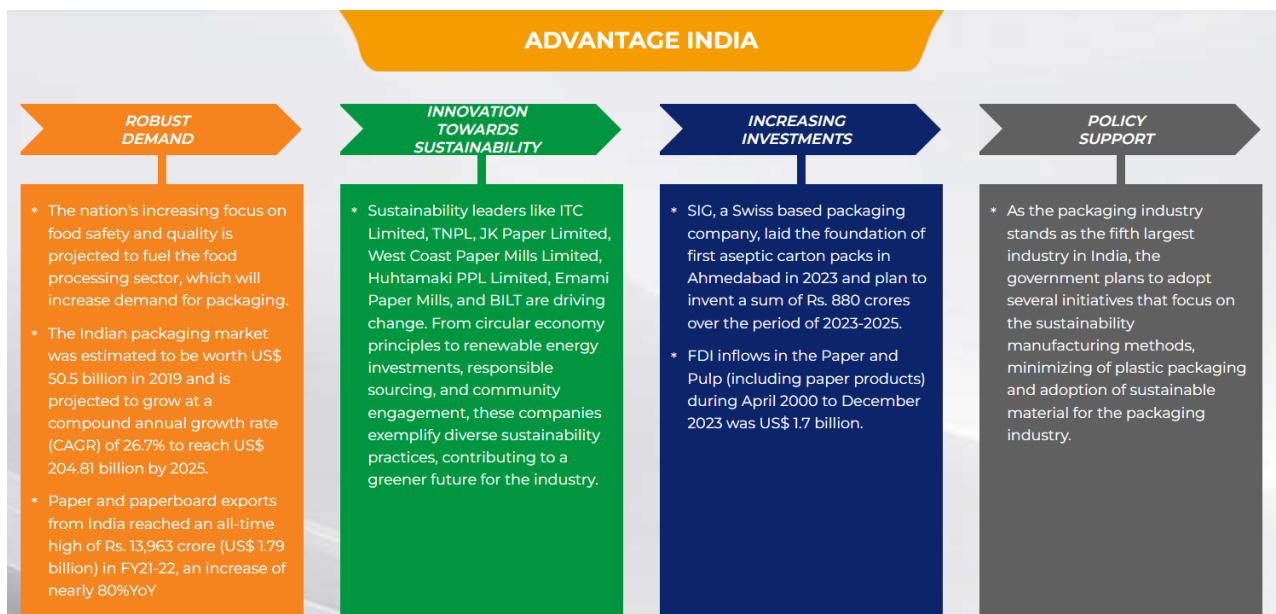 ADVANTAGE INDIA
ROBUST
DEMAND
* The nation's increasing focus on
food safety and quality is
projected to fuel the food
processing sector, which will
increase demand for packaging.
* The Indian packaging market
was estimated to be worth US$
50.5 billion in 2019 and is
projected to grow at a
compound annual growth rate
(CAGR) of 26.7% to reach US$
204.81 billion by 2025.
* Paper and paperboard exports
from India reached an all-time
high of Rs. 13,963 crore (US$ 1.79
billion) in FY21-22, an increase of
nearly 80%YoY
INNOVATION
TOWARDS
SUSTAINABILITY
* Sustainability leaders like ITC
Limited, TNPL, JK Paper Limited,
West Coast Paper Mills Limited,
Huhtamaki PPL Limited, Emami
Paper Mills, and BILT are driving
change. From circular economy
principles to renewable energy
investments, responsible
sourcing, and community
engagement, these companies
exemplify diverse sustainability
practices, contributing to a
greener future for the industry.
INCREASING
INVESTMENTS
* SIG, a Swiss based packaging
company, laid the foundation of
first aseptic carton packs in
Ahmedabad in 2023 and plan to
invent a sum of Rs. 880 crores
over the period of 2023-2025.
* FDI inflows in the Paper and
Pulp (including paper products)
during April 2000 to December
2023 was US$ 1.7 billion.
POLICY
SUPPORT
* As the packaging industry
stands as the fifth largest
industry in India, the
government plans to adopt
several initiatives that focus on
the sustainability
manufacturing methods,
minimizing of plastic packaging
and adoption of sustainable
material for the packaging
industry.